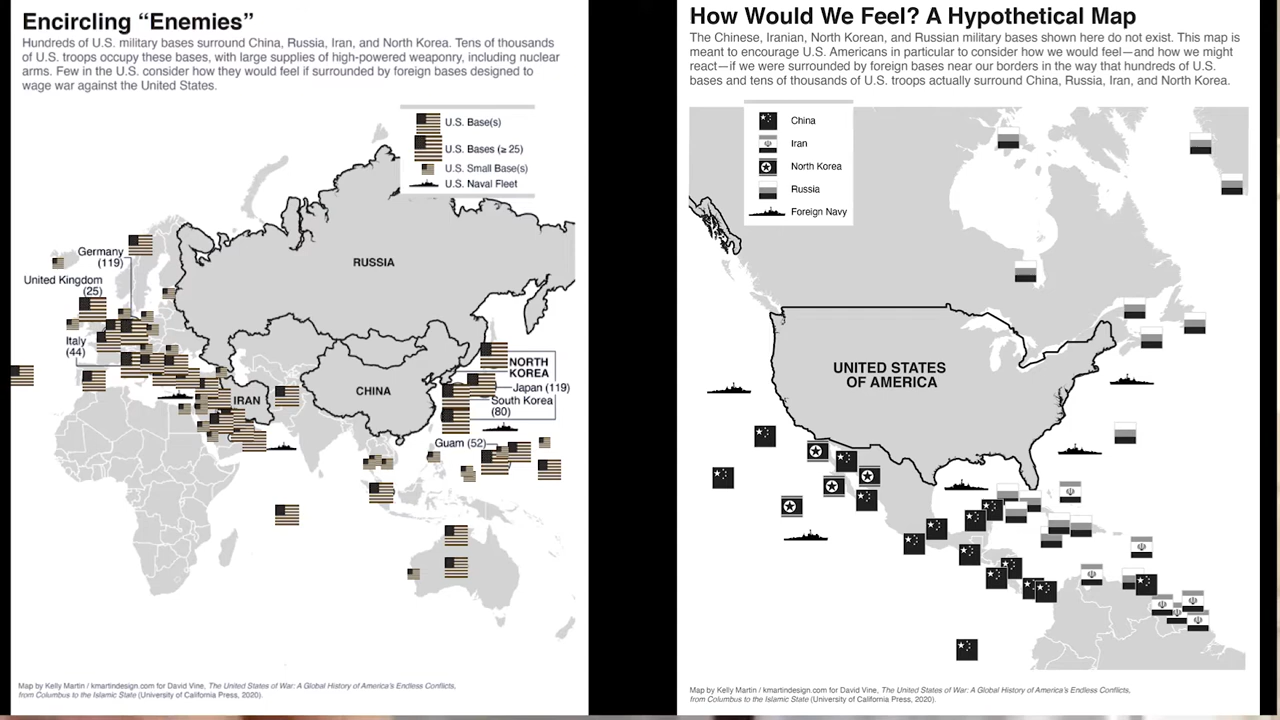 Encircling “Enemies”
Hundreds of U.S. military bases surround China, Russia, Iran, and North Korea. Tens of thousands
of U.S. troops occupy these bases, with large supplies of high-powered weaponry, including nuclear
arms. Few in the U.S. consider how they would feel if surrounded by foreign bases designed to
wage war against the United States.
U.S. Base(s)
U.S. Bases (≥ 25)
U.S. Small Base(s)
U.S. Naval Fleet
Germany
(119)
United Kingdom
(25)
Italy
(44)
RUSSIA
IRAN
CHINA
NORTH
KOREA
Japan (119)
South Korea
(80)
Guam (52)
Map by Kelly Martin / kmartindesign.com for David Vine, The United States of War: A Global History of America's Endless Conflicts,
from Columbus to the Islamic State (University of California Press, 2020).
How Would We Feel? A Hypothetical Map
The Chinese, Iranian, North Korean, and Russian military bases shown here do not exist. This map is
meant to encourage U.S. Americans in particular to consider how we would feel—and how we might
react—if we were surrounded by foreign bases near our borders in the way that hundreds of U.S.
bases and tens of thousands of U.S. troops actually surround China, Russia, Iran, and North Korea.
China
Iran
North Korea
Russia
Foreign Navy
UNITED STATES
OF AMERICA
Map by Kelly Martin / kmartindesign.com for David Vine, The United States of War: A Global History of America's Endless Conflicts,
from Columbus to the Islamic State (University of California Press, 2020).